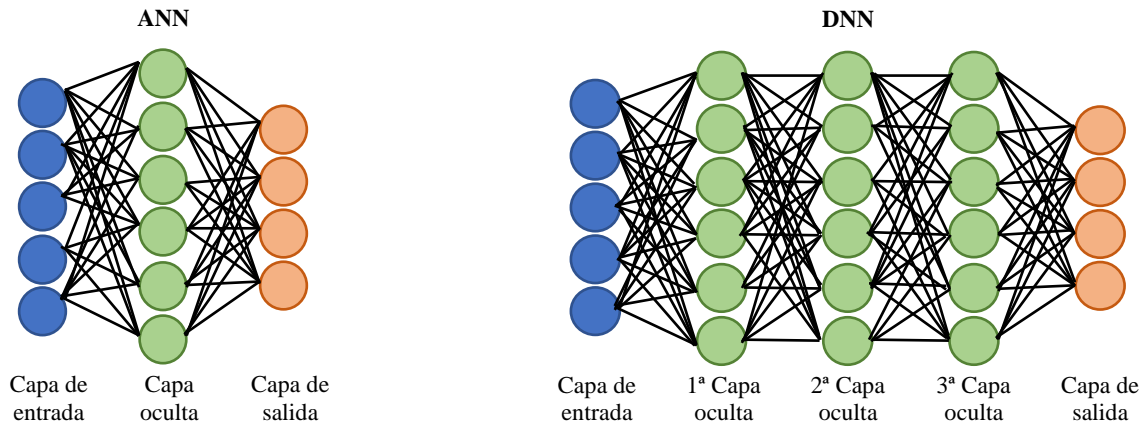 ANN
DNN
Capa de
entrada
Capa
oculta
Capa de
salida
Capa de
entrada
1ª Capa
oculta
2ª Capa
oculta
3ª Capa
oculta
Capa de
salida